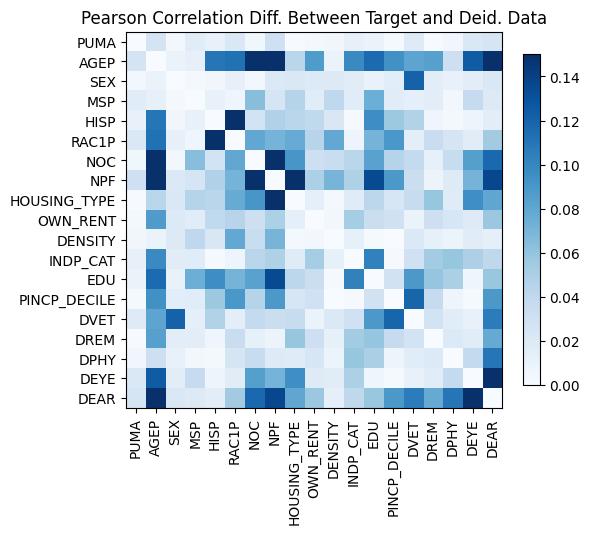 Pearson Correlation Diff. Between Target and Deid. Data
PUMA
AGEP
SEX
MSP
HISP
RAC1P
NOC
NPF
HOUSING_TYPE
OWN_RENT
DENSITY
INDP_CAT
EDU
PINCP_DECILE
DVET
DREM
DPHY
DEYE
DEAR
PUMA
AGEP
SEX
MSP
HISP
RAC1P
NOC
NPF
HOUSING_TYPE
OWN_RENT
DENSITY
INDP_CAT
EDU
PINCP_DECILE
DVET
DREM
DPHY
DEYE
DEAR
0.14
0.12
0.10
0.08
0.06
0.04
0.02
0.00